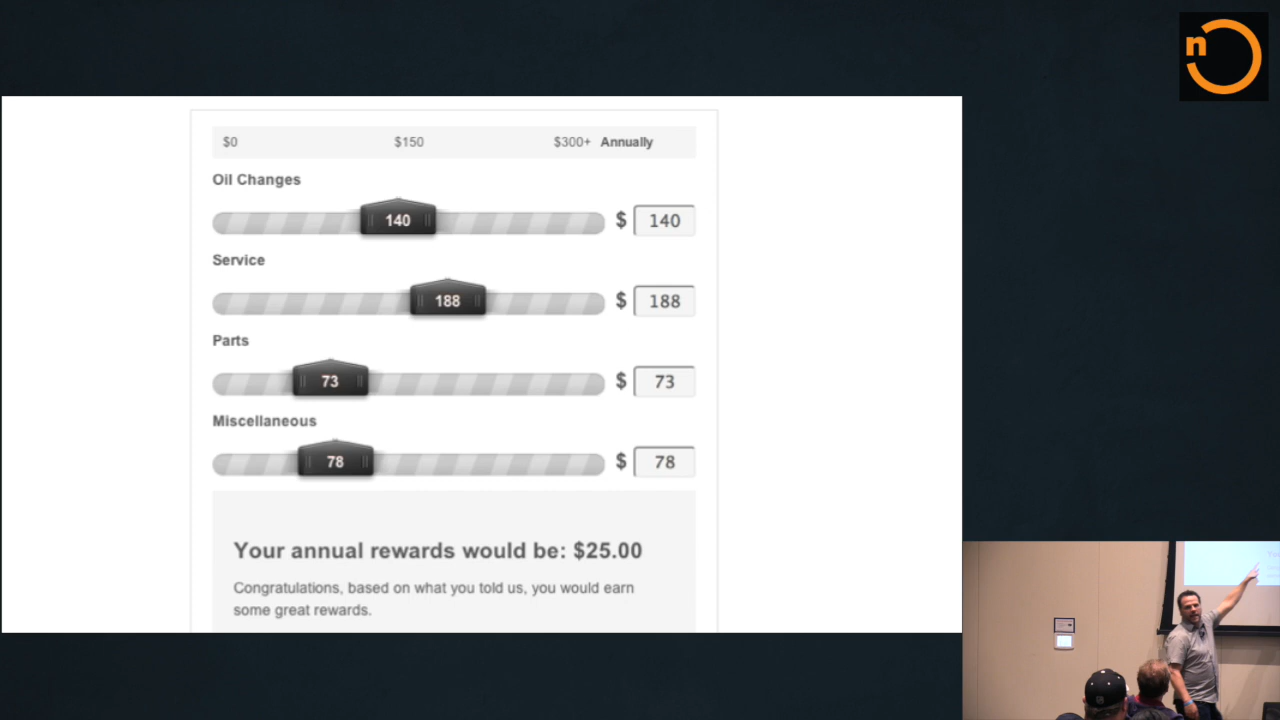 n
$0 $150 $300+ Annually
Oil Changes
140 $ 140
Service
188 $ 188
Parts
73 $ 73
Miscellaneous
78 $ 78
Your annual rewards would be: $25.00
Congratulations, based on what you told us, you would earn
some great rewards.